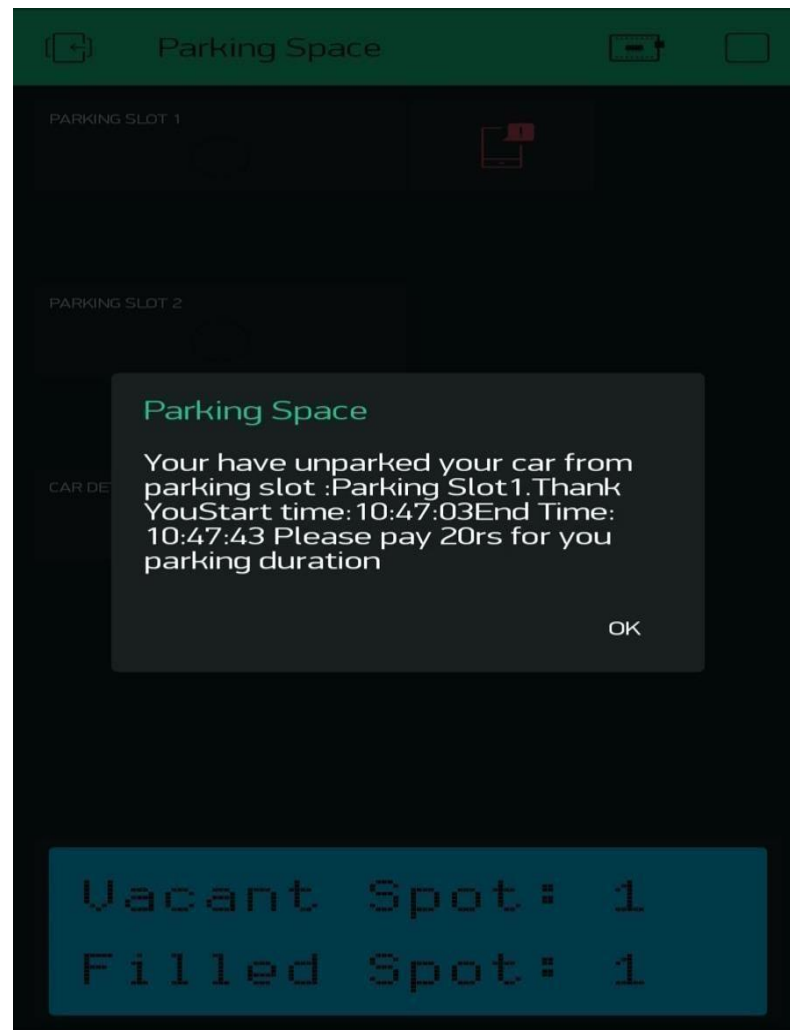 Parking Space
PARKING SLOT 1
PARKING SLOT 2
CAR DE
Parking Space
Your have unparked your car from
parking slot :Parking Slot1.Thank
YouStart time:10:47:03End Time:
10:47:43 Please pay 20rs for you
parking duration
OK
Vacant Spot: 1
Filled Spot: 1